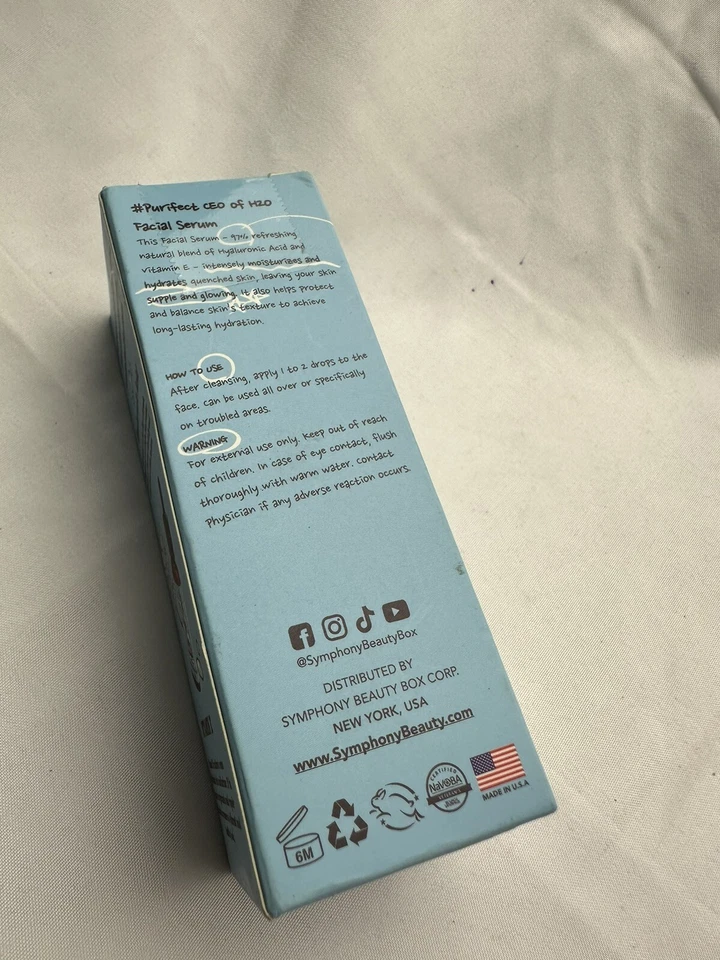 #Purifect CEO of H2O
Facial Serum
This Facial Serum - 97% refreshing
natural blend of Hyaluronic Acid and
vitamin E - intensely moisturizes and
hydrates quenched skin, leaving your skin
supple and glowing. It also helps protect
and balance skin's texture to achieve
long-lasting hydration.
HOW TO USE
After cleansing, apply 1 to 2 drops to the
face. can be used all over or specifically
on troubled areas.
WARNING
For external use only. Keep out of reach
of children. In case of eye contact, flush
thoroughly with warm water. contact
Physician if any adverse reaction occurs.
@SymphonyBeautyBox
DISTRIBUTED BY
SYMPHONY BEAUTY BOX CORP.
NEW YORK, USA
www.SymphonyBeauty.com
6M
CERTIFIED
NaVOBA
MADE IN U.S.A